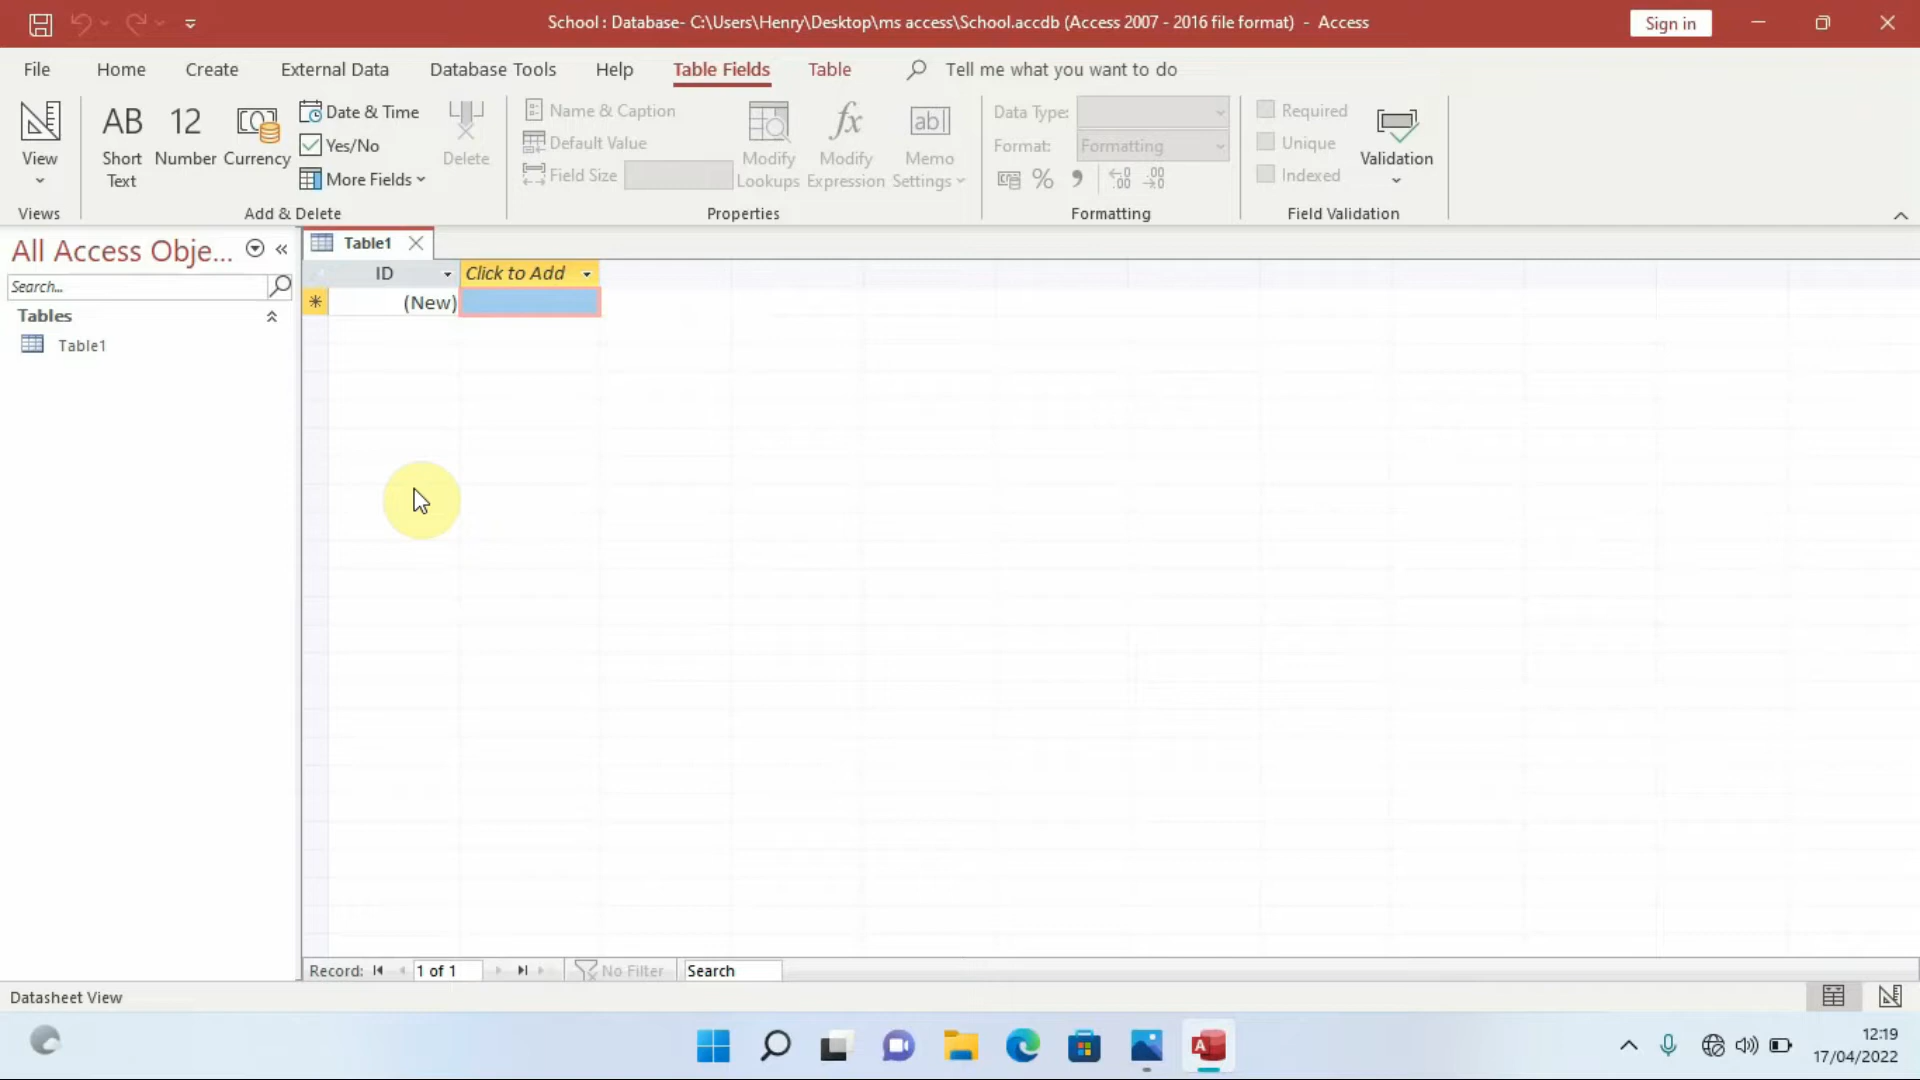 School : Database- C:\Users\Henry\Desktop\ms access\School.accdb (Access 2007 - 2016 file format) - Access
Sign in
File Home Create External Data Database Tools Help Table Fields Table Tell me what you want to do
View
Views
AB
Short Text
12
Number
Currency
Date & Time
Yes/No
More Fields
Delete
Add & Delete
Name & Caption
Default Value
Field Size
Modify Lookups
fx
Modify Expression
ab|
Memo Settings
Properties
Data Type:
Format: Formatting
% , .00 .00
Formatting
Required
Unique
Indexed
Validation
Field Validation
All Access Obje...
Search...
Tables
Table1
Table1
ID Click to Add
(New)
Record: 1 of 1 No Filter Search
Datasheet View
A
12:19
17/04/2022